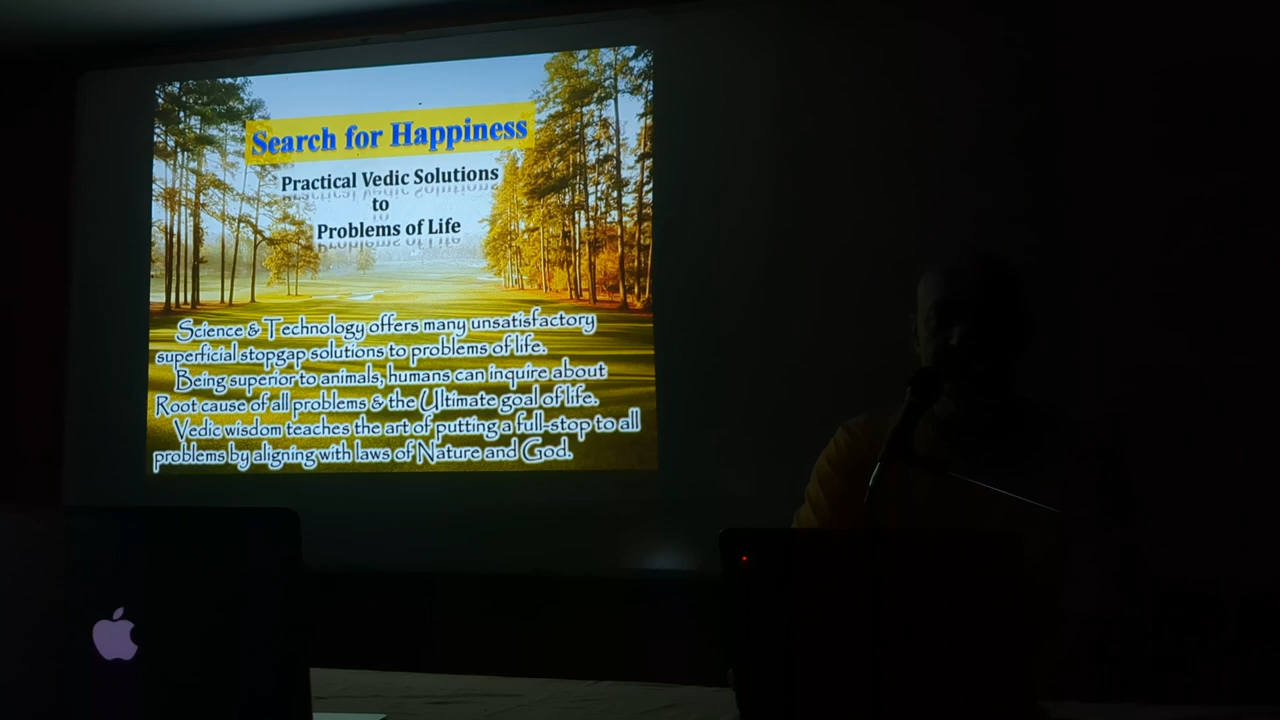 Search for Happiness
Practical Vedic Solutions
to
Problems of Life
Science & Technology offers many unsatisfactory
superficial stopgap solutions to problems of life.
Being superior to animals, humans can inquire about
Root cause of all problems & the Ultimate goal of life.
Vedic wisdom teaches the art of putting a full-stop to all
problems by aligning with laws of Nature and God.